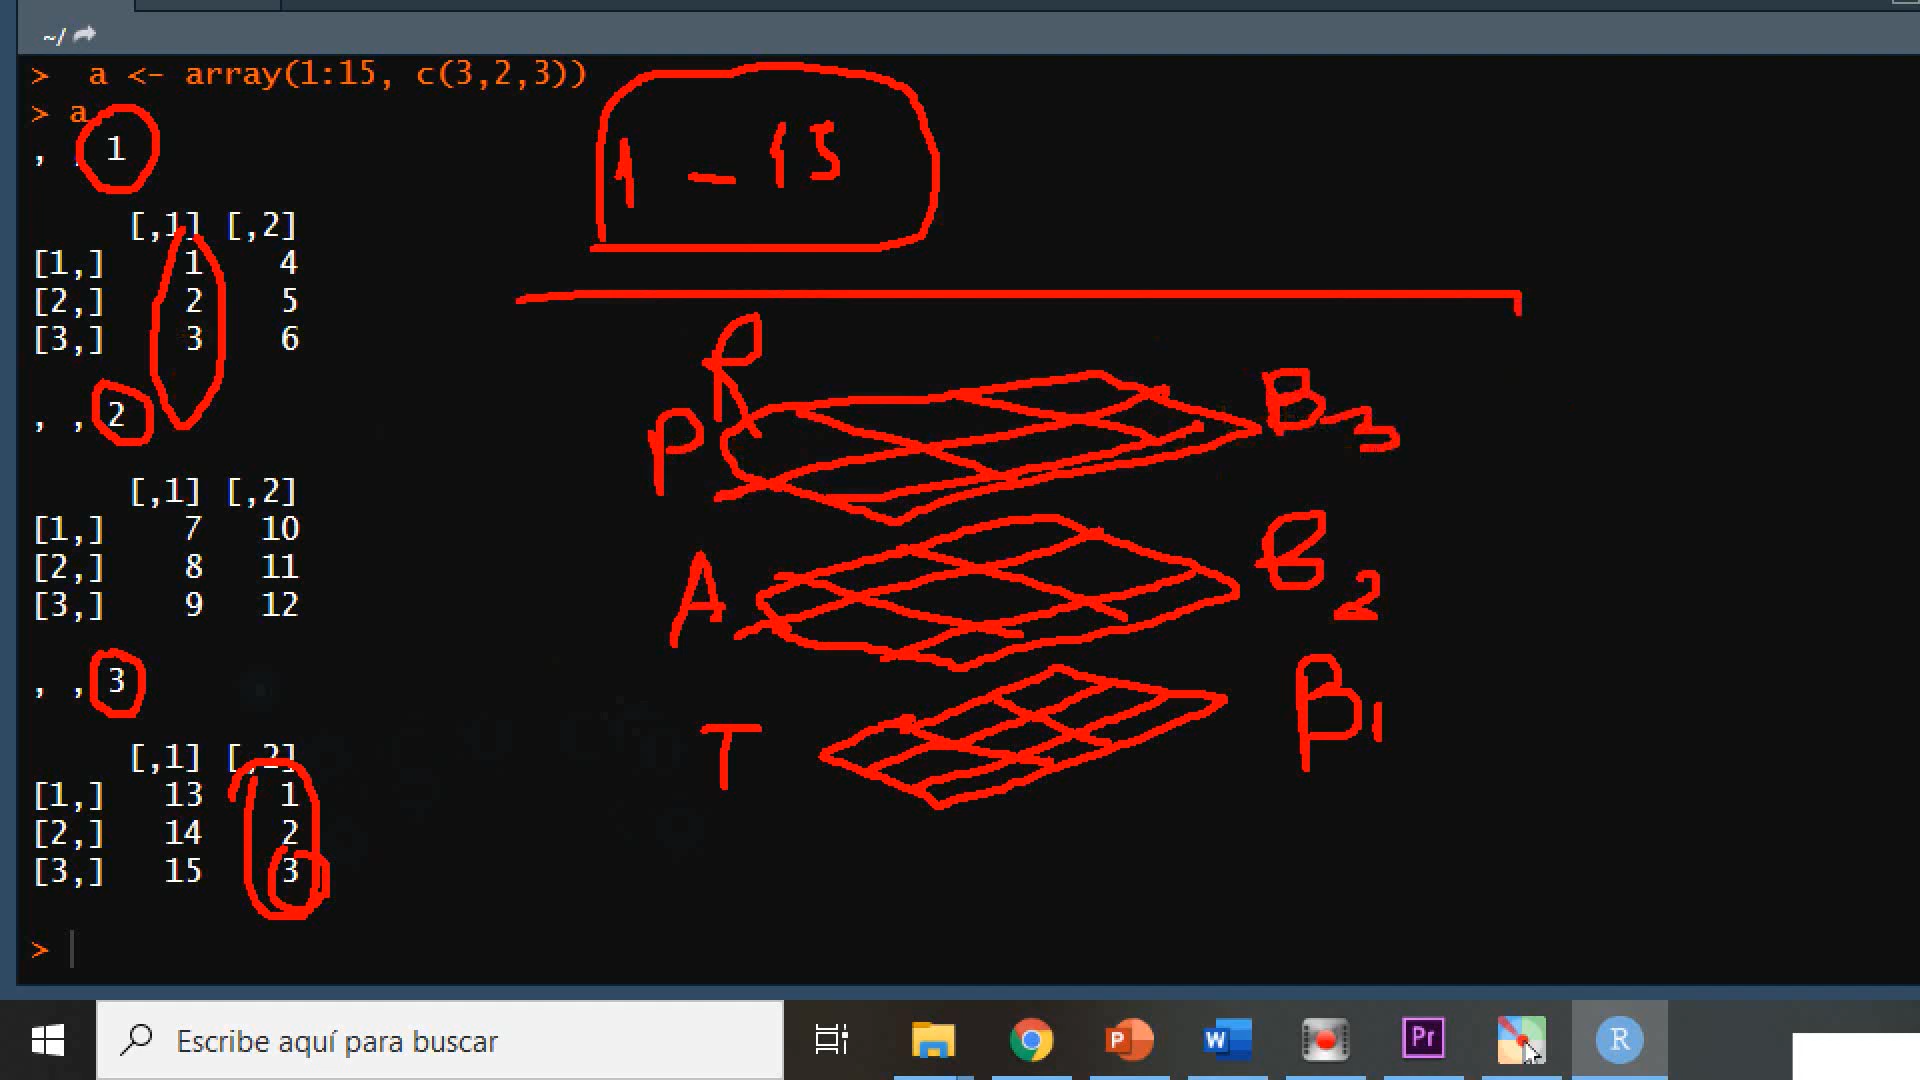 ~/
> a <- array(1:15, c(3,2,3))
> a
, , 1
[,1] [,2]
[1,] 1 4
[2,] 2 5
[3,] 3 6
, , 2
[,1] [,2]
[1,] 7 10
[2,] 8 11
[3,] 9 12
, , 3
[,1] [,2]
[1,] 13 1
[2,] 14 2
[3,] 15 3
>
1 - 15
R
P
B3
A
B2
T
B1
Escribe aquí para buscar
P
W
Pr
R